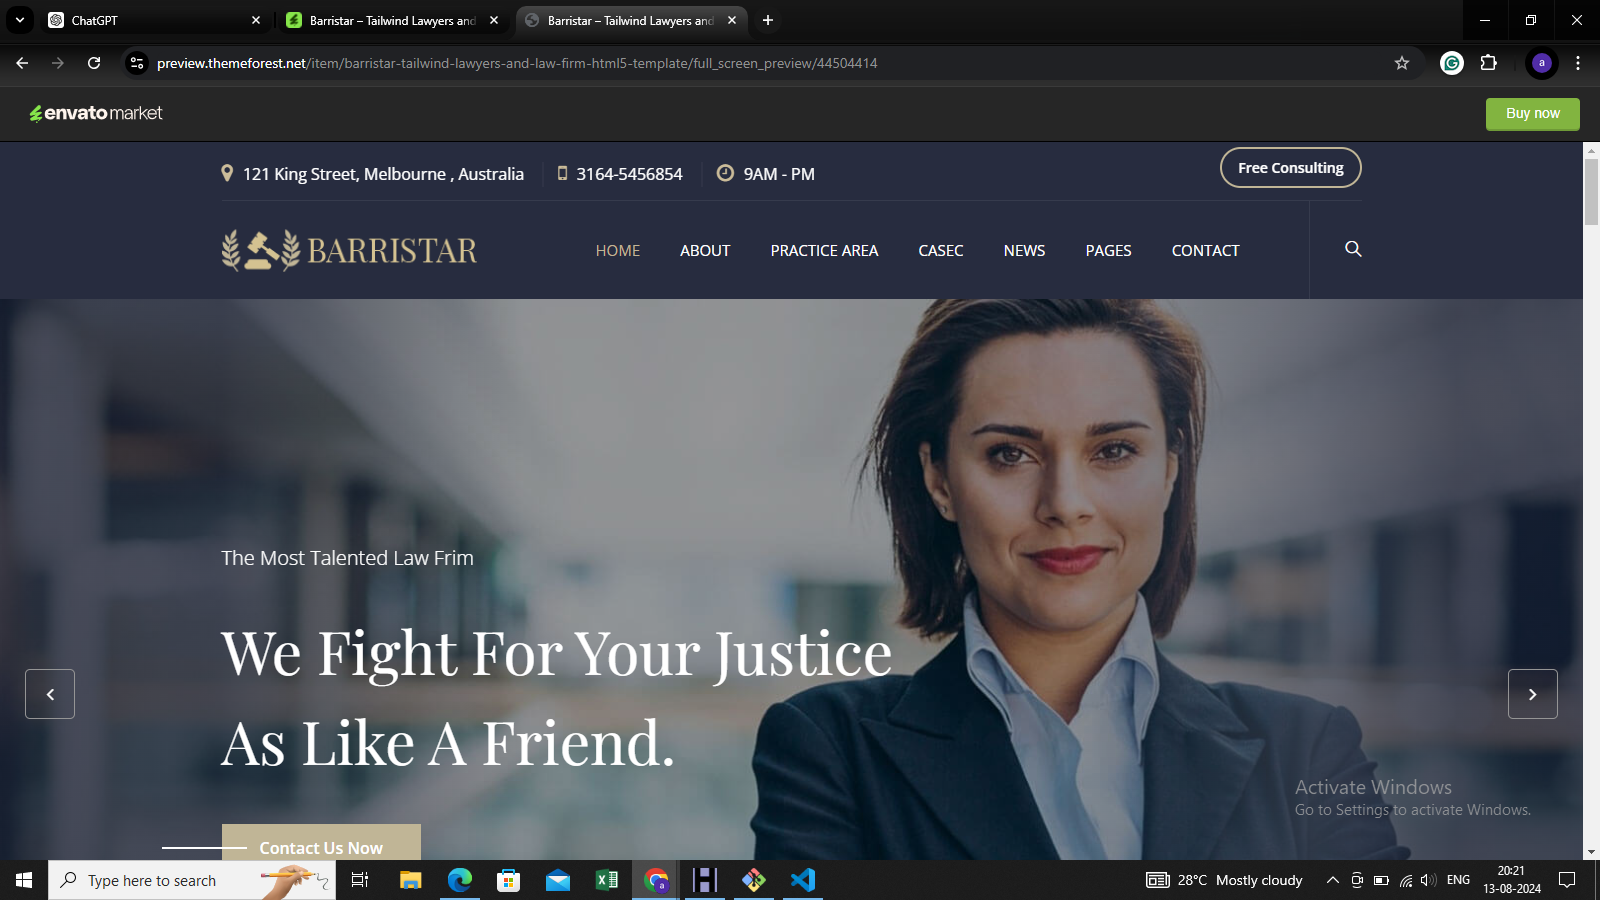 ChatGPT
Barristar – Tailwind Lawyers and
Barristar – Tailwind Lawyers and
preview.themeforest.net/item/barristar-tailwind-lawyers-and-law-firm-html5-template/full_screen_preview/44504414
a
envato market
Buy now
121 King Street, Melbourne , Australia
3164-5456854
9AM - PM
Free Consulting
BARRISTAR
HOME
ABOUT
PRACTICE AREA
CASEC
NEWS
PAGES
CONTACT
The Most Talented Law Frim
We Fight For Your Justice
As Like A Friend.
Contact Us Now
Activate Windows
Go to Settings to activate Windows.
Type here to search
a
28°C Mostly cloudy
ENG
20:21
13-08-2024